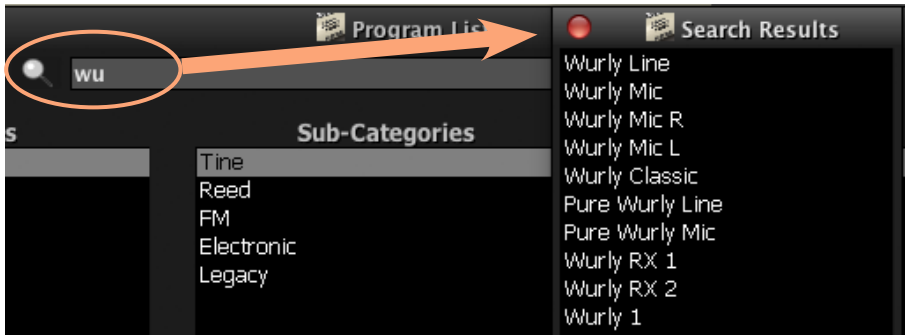 Program Lis
wu
s
Sub-Categories
Tine
Reed
FM
Electronic
Legacy
Search Results
Wurly Line
Wurly Mic
Wurly Mic R
Wurly Mic L
Wurly Classic
Pure Wurly Line
Pure Wurly Mic
Wurly RX 1
Wurly RX 2
Wurly 1